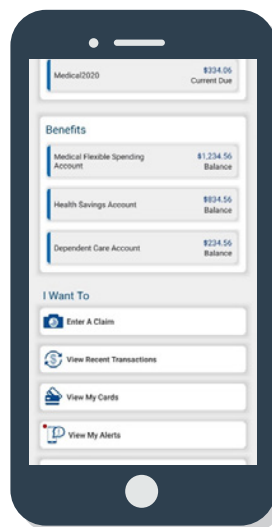 Medical2020
$334.06
Current Due
Benefits
Medical Flexible Spending
Account
$1,234.56
Balance
Health Savings Account
$834.56
Balance
Dependent Care Account
$234.56
Balance
I Want To
Enter A Claim
View Recent Transactions
View My Cards
View My Alerts